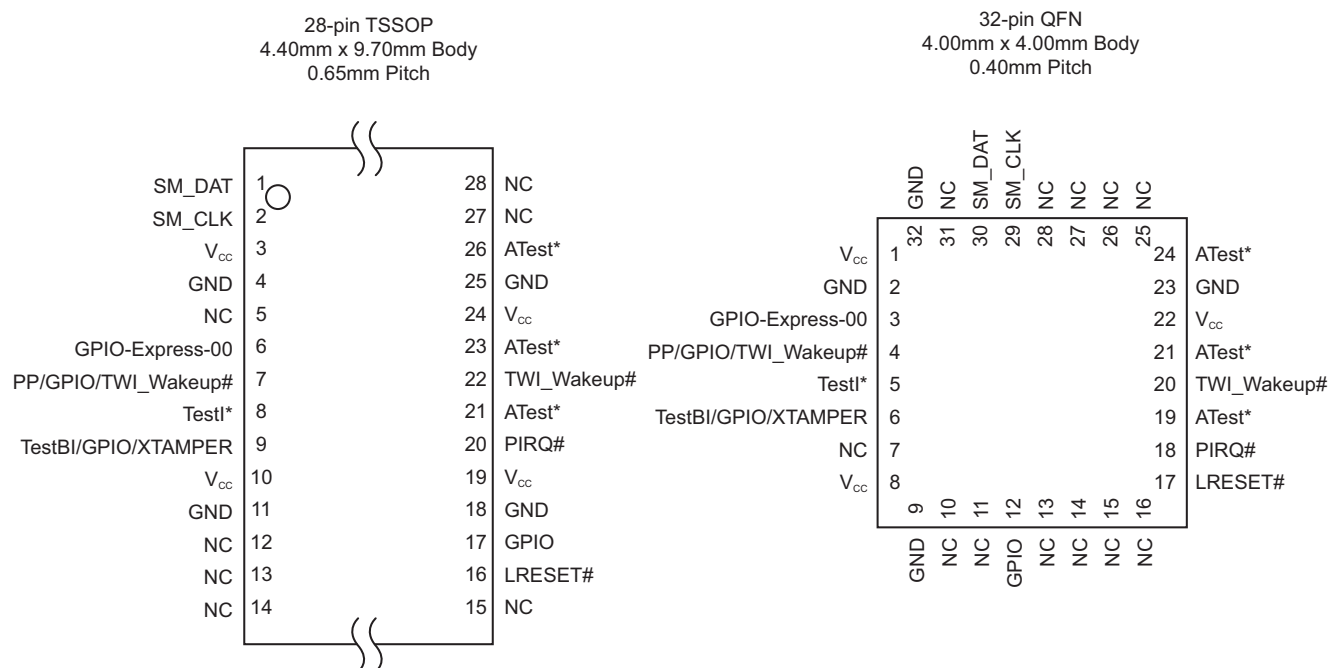 28-pin TSSOP
4.40mm x 9.70mm Body
0.65mm Pitch
SM_DAT 1
SM_CLK 2
Vcc 3
GND 4
NC 5
GPIO-Express-00 6
PP/GPIO/TWI_Wakeup# 7
TestI* 8
TestBI/GPIO/XTAMPER 9
Vcc 10
GND 11
NC 12
NC 13
NC 14
28 NC
27 NC
26 ATest*
25 GND
24 Vcc
23 ATest*
22 TWI_Wakeup#
21 ATest*
20 PIRQ#
19 Vcc
18 GND
17 GPIO
16 LRESET#
15 NC
32-pin QFN
4.00mm x 4.00mm Body
0.40mm Pitch
GND NC SM_DAT SM_CLK NC NC NC NC
32 31 30 29 28 27 26 25
Vcc 1
GND 2
GPIO-Express-00 3
PP/GPIO/TWI_Wakeup# 4
TestI* 5
TestBI/GPIO/XTAMPER 6
NC 7
Vcc 8
24 ATest*
23 GND
22 Vcc
21 ATest*
20 TWI_Wakeup#
19 ATest*
18 PIRQ#
17 LRESET#
9 10 11 12 13 14 15 16
GND NC NC GPIO NC NC NC NC